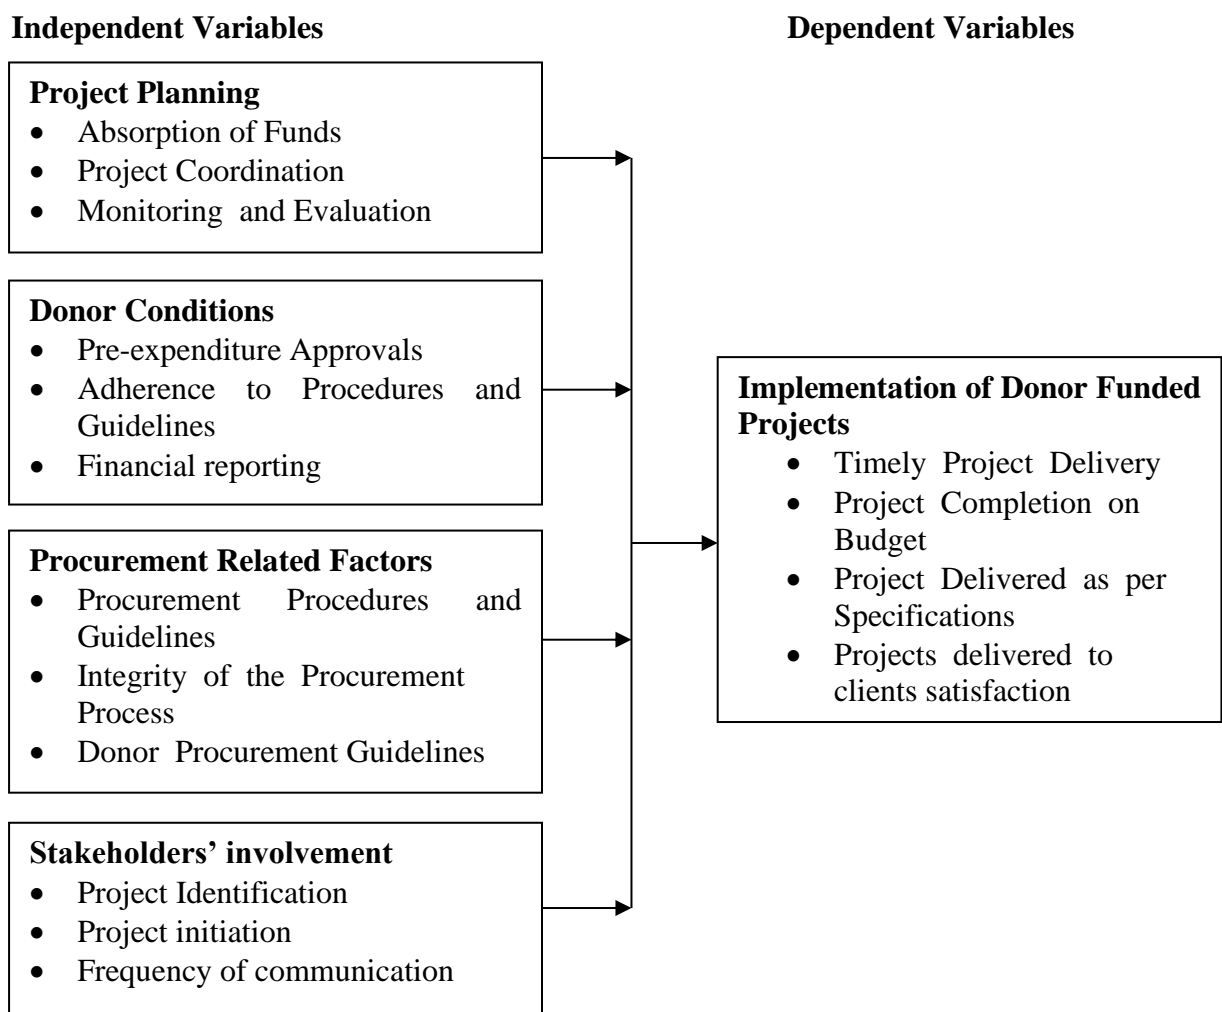 Independent Variables
Dependent Variables
Project Planning
• Absorption of Funds
• Project Coordination
• Monitoring and Evaluation
Donor Conditions
• Pre-expenditure Approvals
• Adherence to Procedures and
Guidelines
• Financial reporting
Procurement Related Factors
• Procurement Procedures and
Guidelines
• Integrity of the Procurement
Process
• Donor Procurement Guidelines
Stakeholders’ involvement
• Project Identification
• Project initiation
• Frequency of communication
Implementation of Donor Funded
Projects
• Timely Project Delivery
• Project Completion on
Budget
• Project Delivered as per
Specifications
• Projects delivered to
clients satisfaction